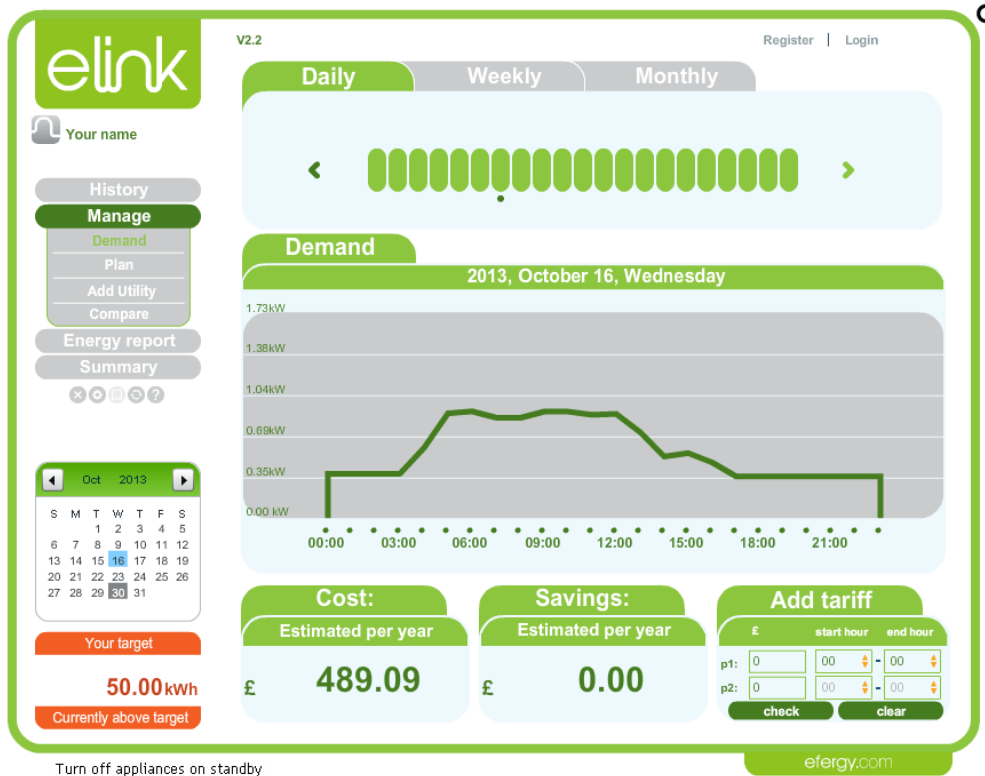 elink
V2.2
Register | Login
Your name
Daily Weekly Monthly
History
Manage
Demand
Plan
Add Utility
Compare
Energy report
Summary
?
Demand
2013, October 16, Wednesday
1.73kW
1.38kW
1.04kW
0.69kW
0.35kW
0.00 kW
00:00 03:00 06:00 09:00 12:00 15:00 18:00 21:00
Oct 2013
S M T W T F S
1 2 3 4 5
6 7 8 9 10 11 12
13 14 15 16 17 18 19
20 21 22 23 24 25 26
27 28 29 30 31
Your target
50.00 kWh
Currently above target
Cost:
Estimated per year
£ 489.09
Savings:
Estimated per year
£ 0.00
Add tariff
£ start hour end hour
p1: 0 00 - 00
p2: 0 00 - 00
check clear
efergy.com
Turn off appliances on standby